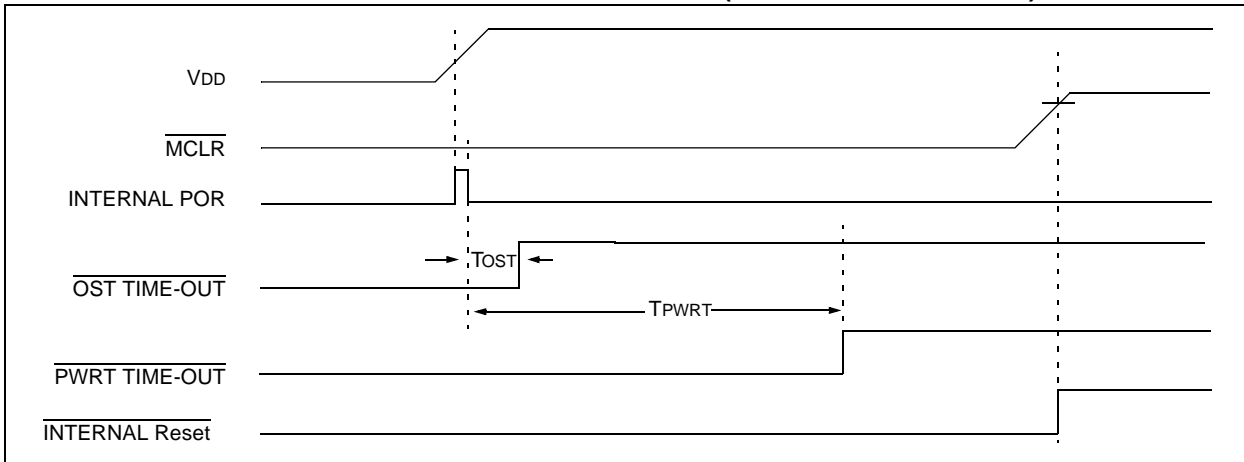 VDD
MCLR
INTERNAL POR
TOST
OST TIME-OUT
TPWRT
PWRT TIME-OUT
INTERNAL Reset